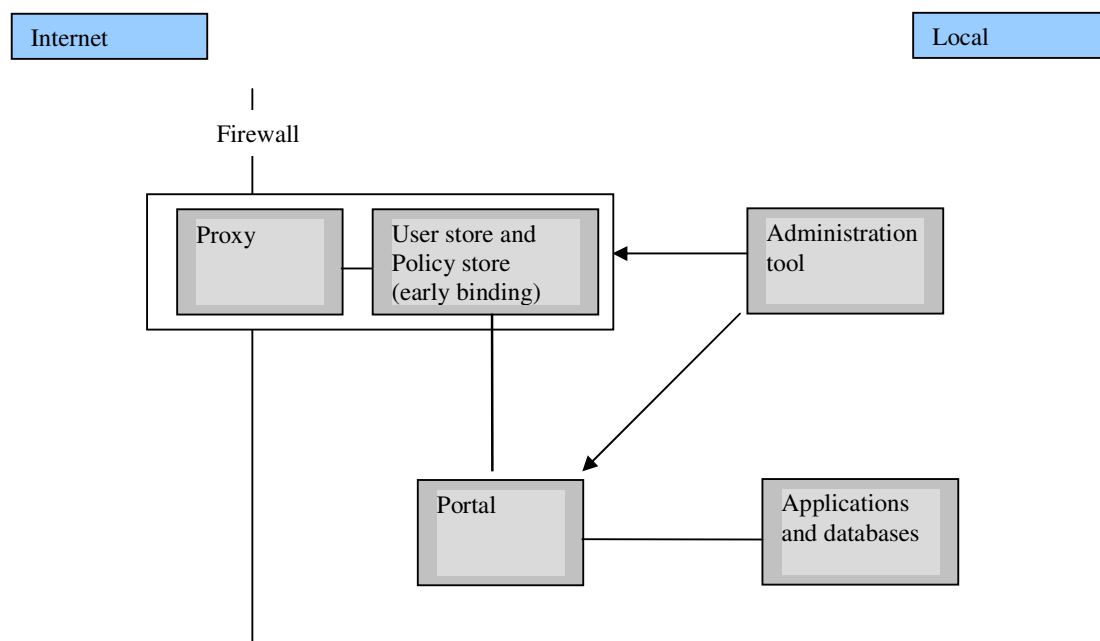 Internet
Local
Firewall
Proxy
User store and
Policy store
(early binding)
Administration
tool
Portal
Applications
and databases